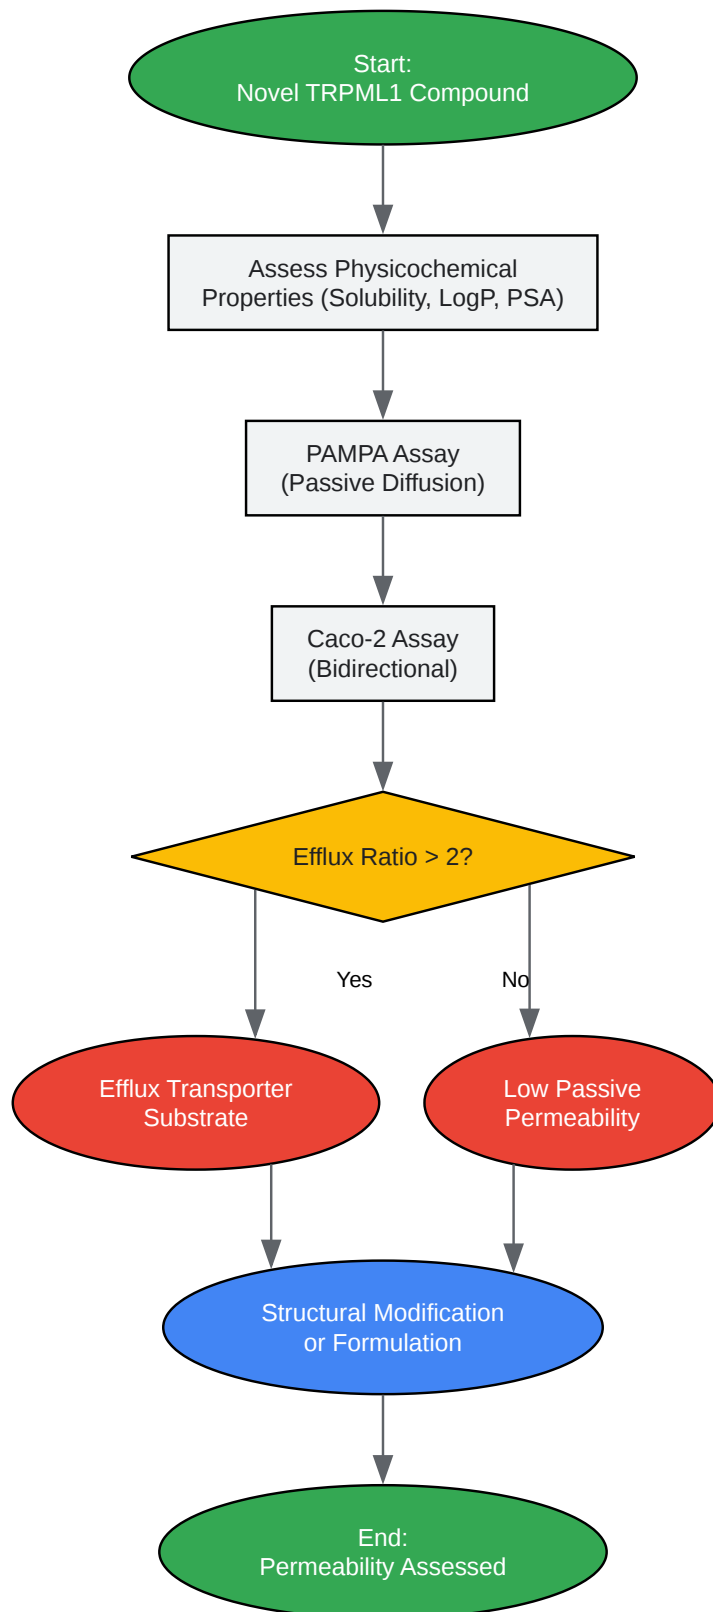 Start:
Novel TRPML1 Compound
Assess Physicochemical
Properties (Solubility, LogP, PSA)
PAMPA Assay
(Passive Diffusion)
Caco-2 Assay
(Bidirectional)
Efflux Ratio > 2?
Yes
No
Efflux Transporter
Substrate
Low Passive
Permeability
Structural Modification
or Formulation
End:
Permeability Assessed